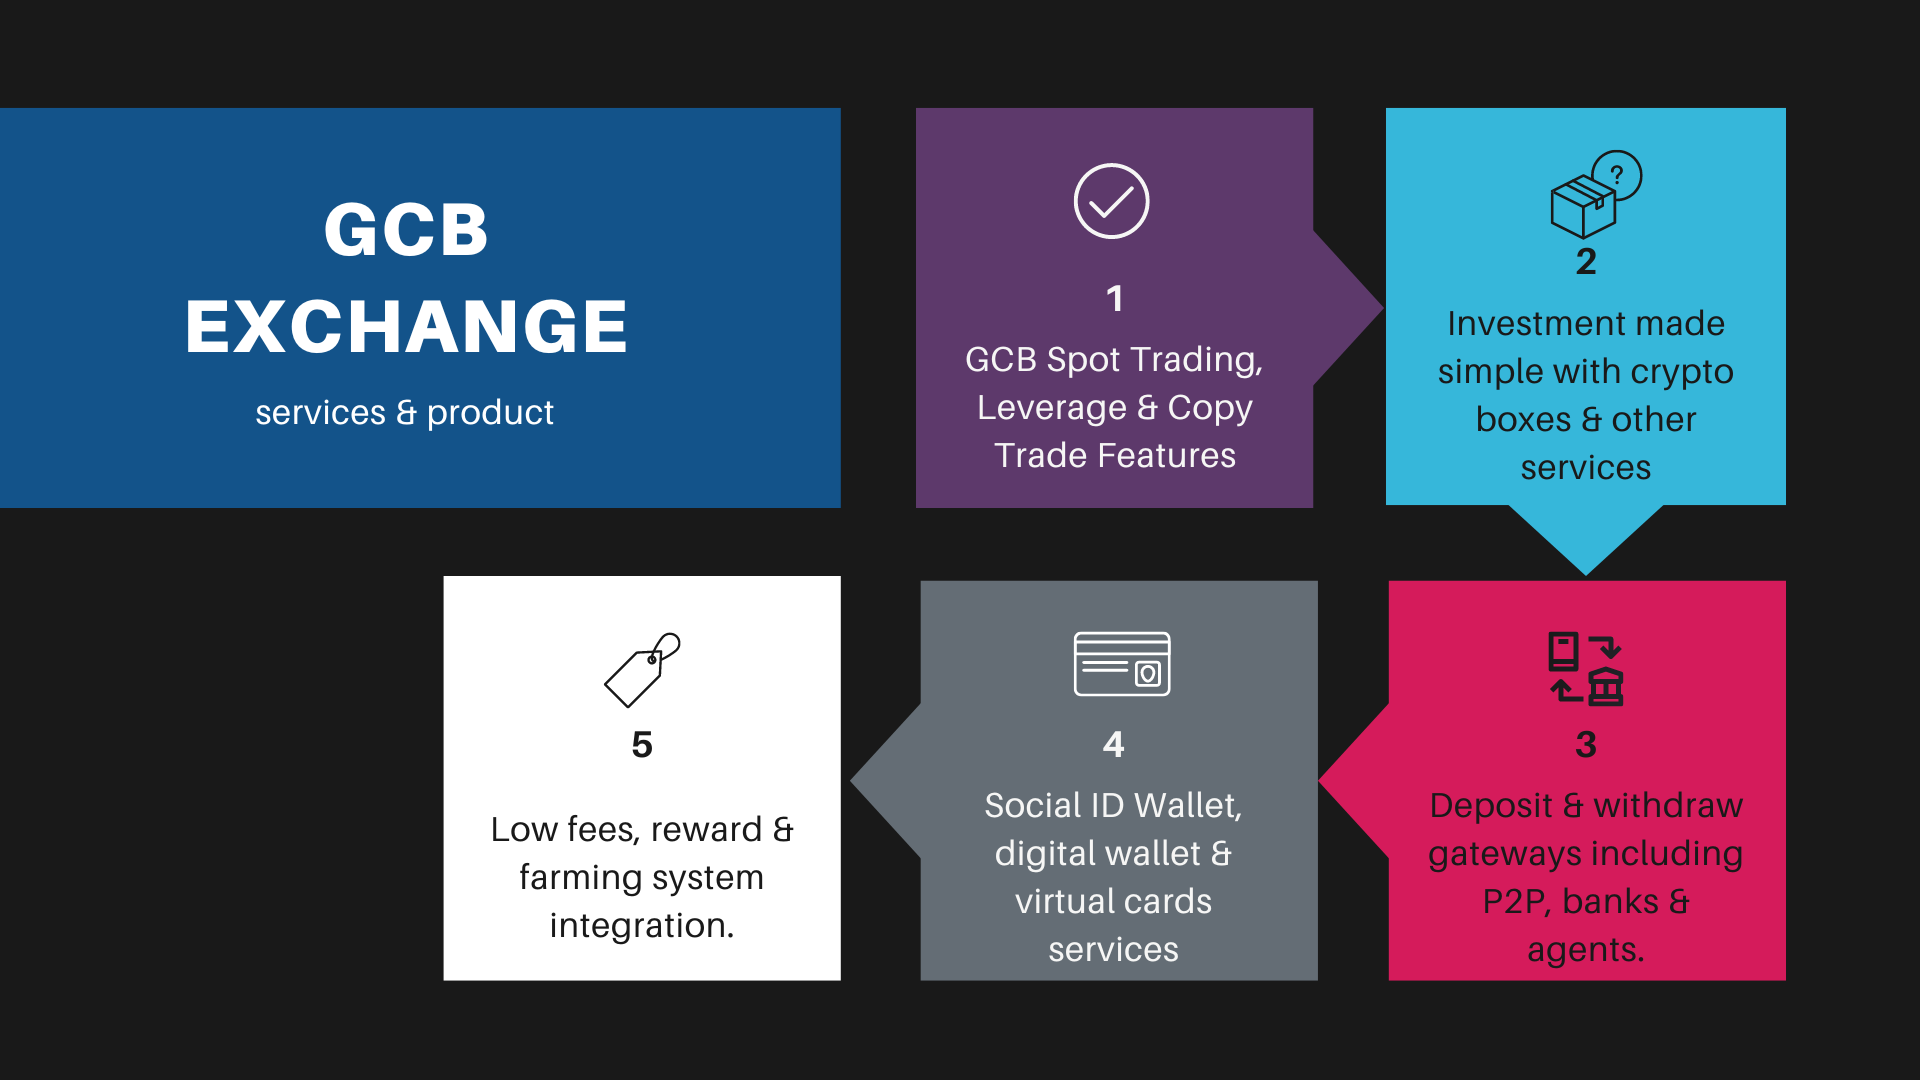 GCB
EXCHANGE
services & product
1
GCB Spot Trading,
Leverage & Copy
Trade Features
?
2
Investment made
simple with crypto
boxes & other
services
3
Deposit & withdraw
gateways including
P2P, banks &
agents.
4
Social ID Wallet,
digital wallet &
virtual cards
services
5
Low fees, reward &
farming system
integration.